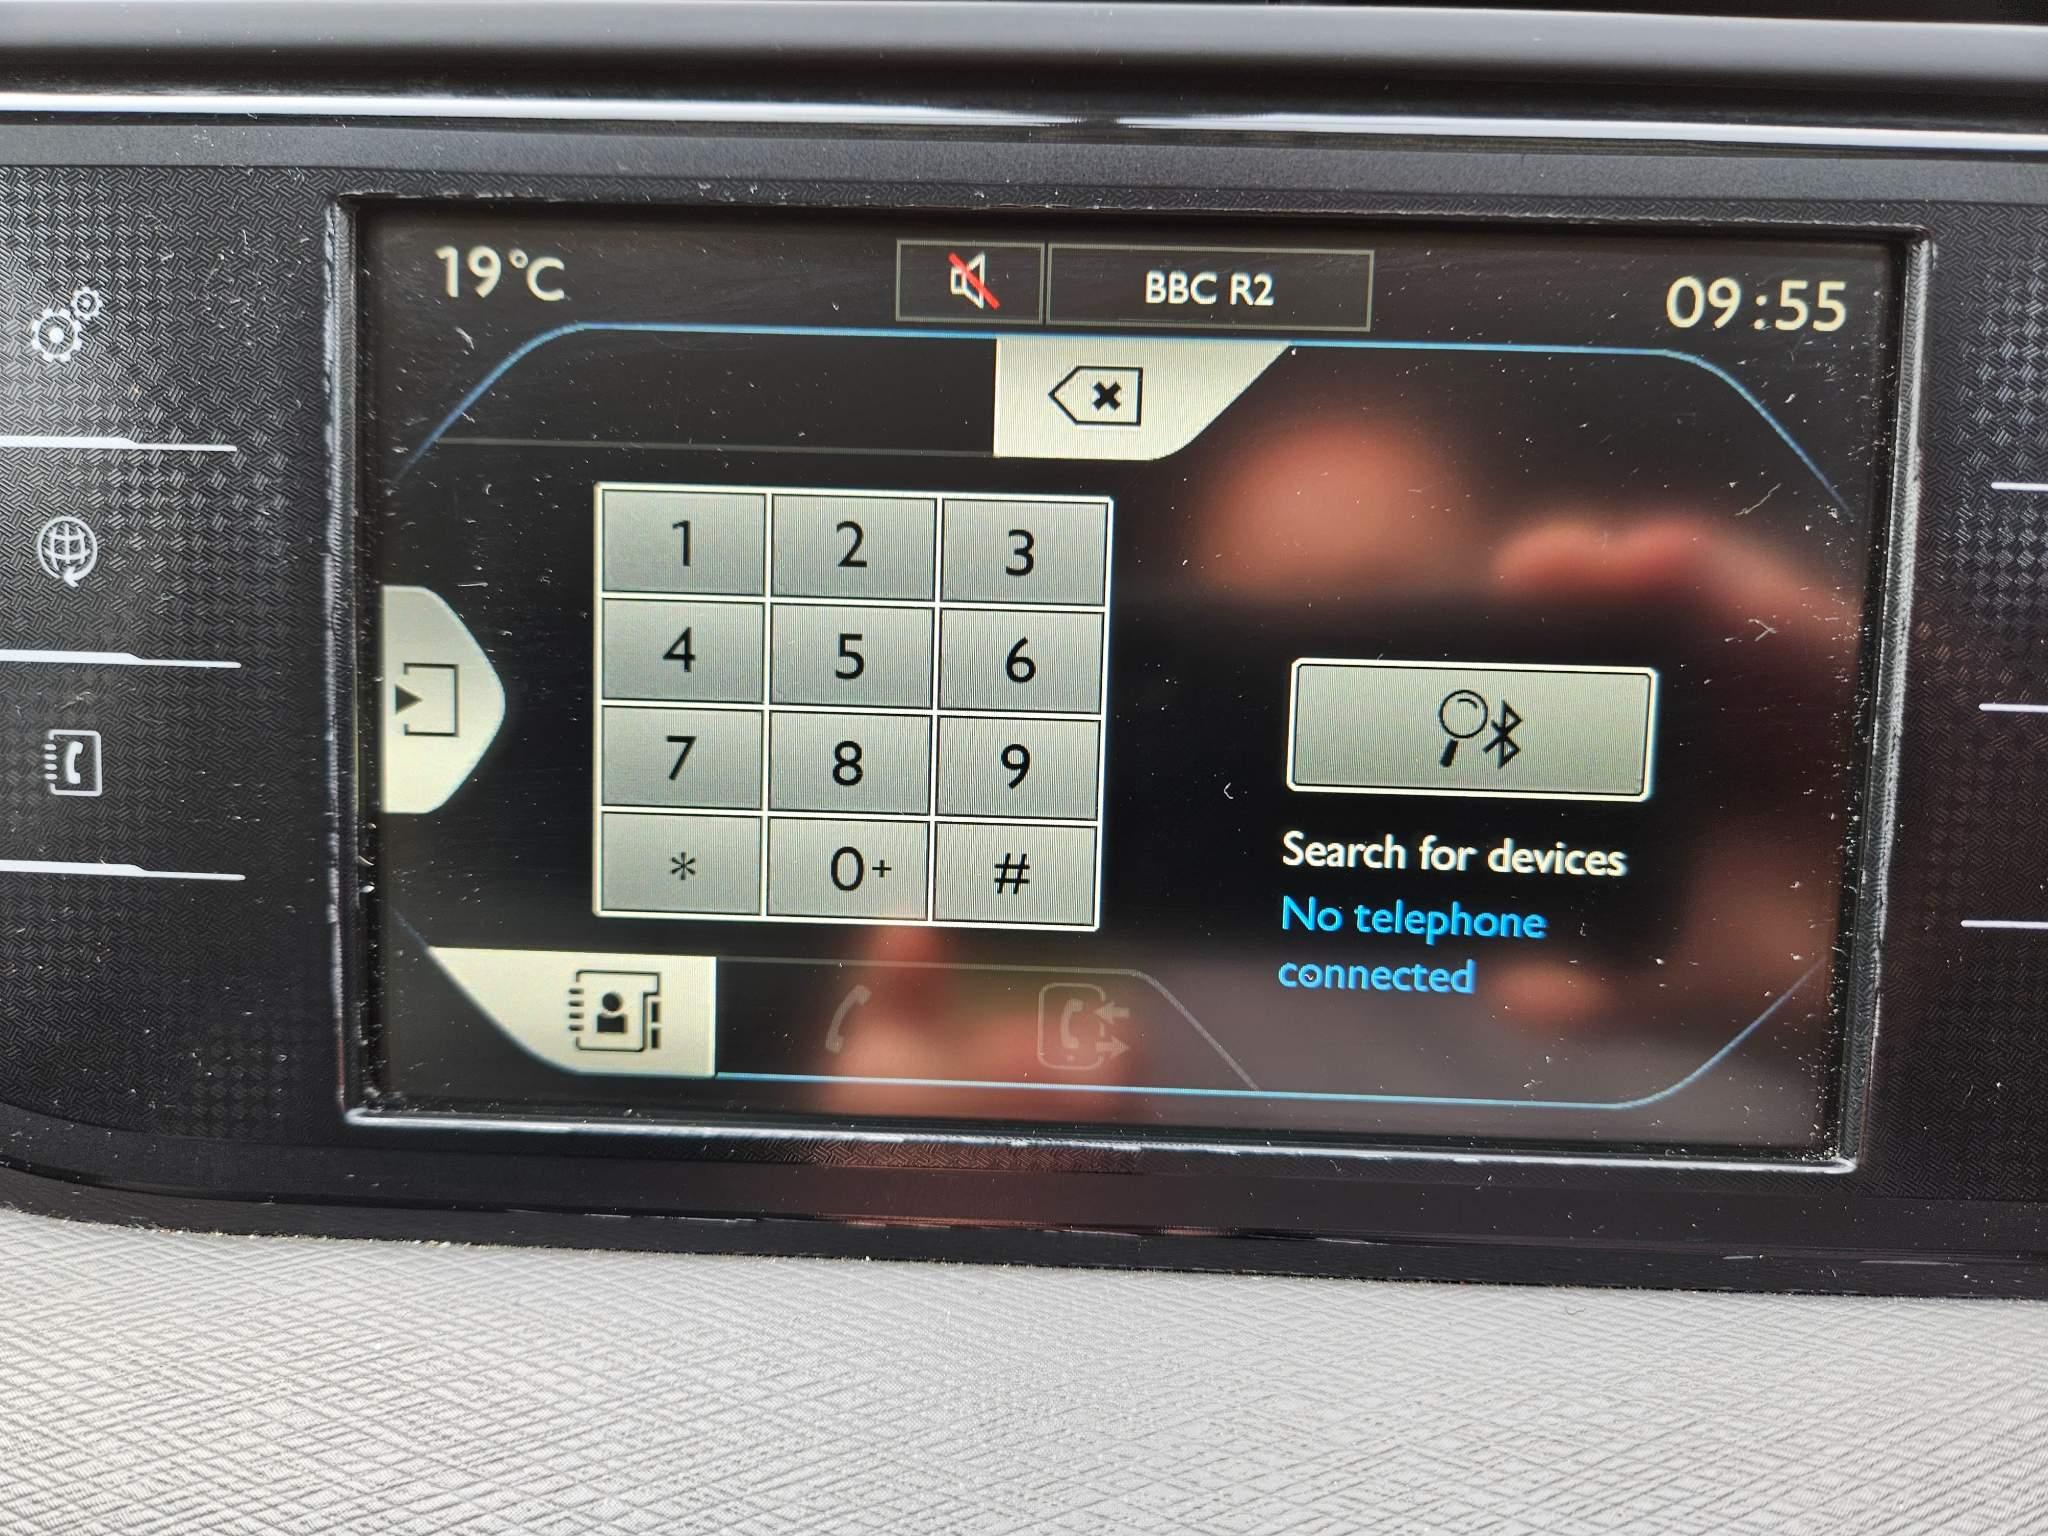 19°C
BBC R2
09:55
1 2 3
4 5 6
7 8 9
* 0+ #
Search for devices
No telephone
connected